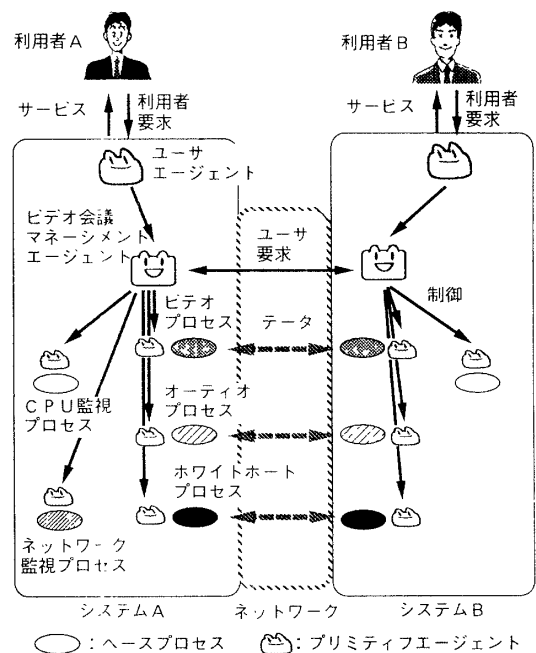 利用者A
利用者B
サービス
利用者
要求
サービス
利用者
要求
ユーザ
エージェント
ビデオ会議
マネージメント
エージェント
ユーザ
要求
制御
ビデオ
プロセス
データ
オーディオ
プロセス
CPU監視
プロセス
ホワイトボート
プロセス
ネットワーク
監視プロセス
システムA
ネットワーク
システムB
:ベースプロセス
:プリミティブエージェント